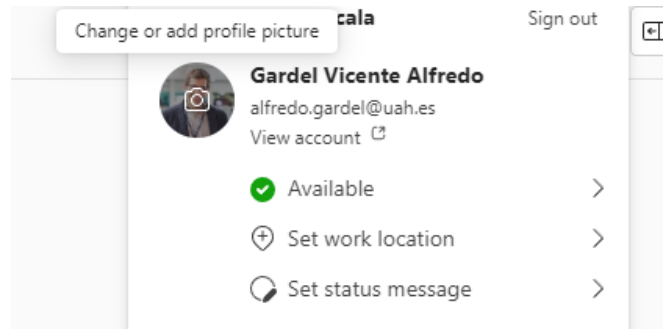 Change or add profile picture
cala Sign out
Gardel Vicente Alfredo
alfredo.gardel@uah.es
View account
Available
Set work location
Set status message